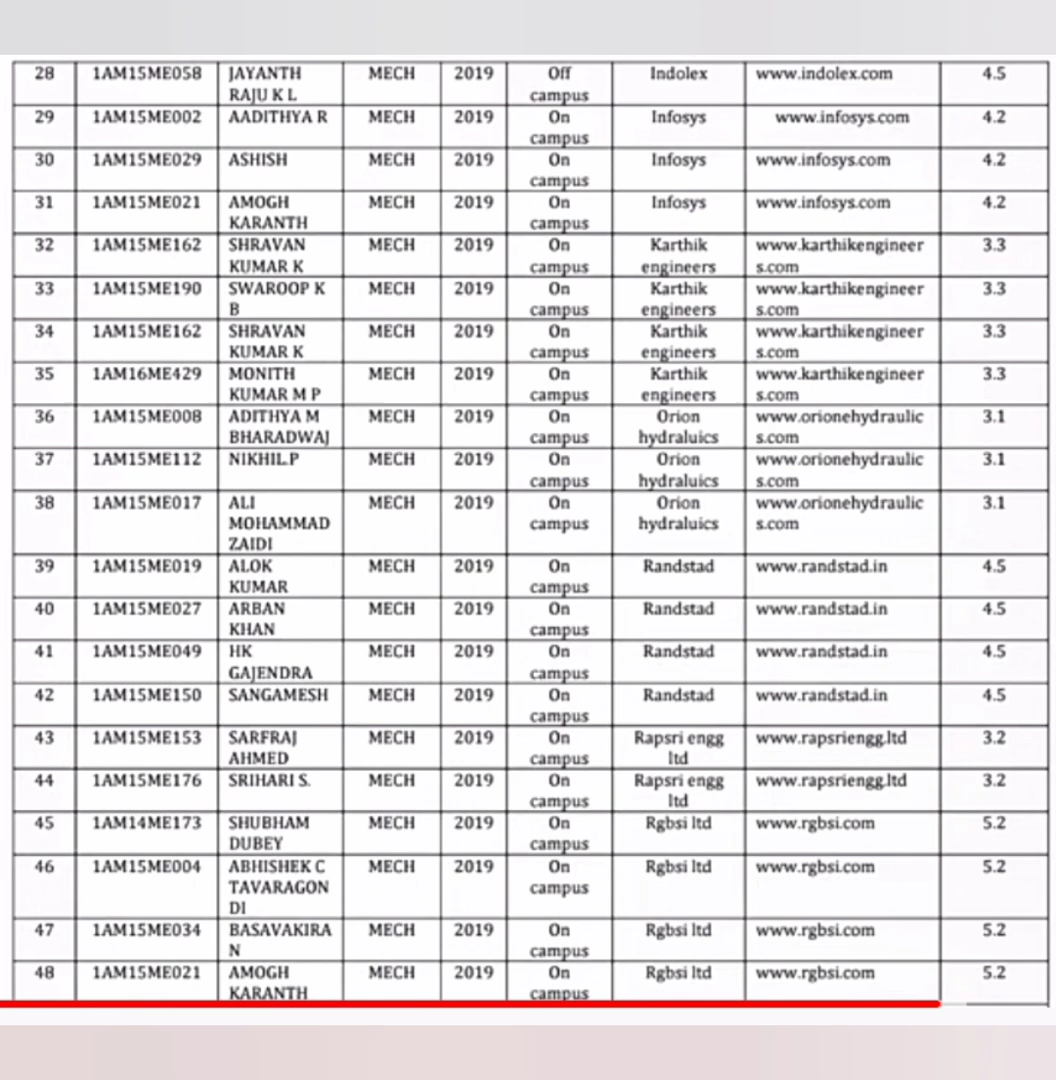 28 1AM15ME058 JAYANTH MECH 2019 Off Indolex www.indolex.com 4.5
RAJU K L campus
29 1AM15ME002 AADITHYA R MECH 2019 On Infosys www.infosys.com 4.2
campus
30 1AM15ME029 ASHISH MECH 2019 On Infosys www.infosys.com 4.2
campus
31 1AM15ME021 AMOGH MECH 2019 On Infosys www.infosys.com 4.2
KARANTH campus
32 1AM15ME162 SHRAVAN MECH 2019 On Karthik www.karthikengineer 3.3
KUMAR K campus engineers s.com
33 1AM15ME190 SWAROOP K MECH 2019 On Karthik www.karthikengineer 3.3
B campus engineers s.com
34 1AM15ME162 SHRAVAN MECH 2019 On Karthik www.karthikengineer 3.3
KUMAR K campus engineers s.com
35 1AM16ME429 MONITH MECH 2019 On Karthik www.karthikengineer 3.3
KUMAR M P campus engineers s.com
36 1AM15ME008 ADITHYA M MECH 2019 On Orion www.orionehydraulic 3.1
BHARADWAJ campus hydraluics s.com
37 1AM15ME112 NIKHIL.P MECH 2019 On Orion www.orionehydraulic 3.1
campus hydraluics s.com
38 1AM15ME017 ALI MECH 2019 On Orion www.orionehydraulic 3.1
MOHAMMAD campus hydraluics s.com
ZAIDI
39 1AM15ME019 ALOK MECH 2019 On Randstad www.randstad.in 4.5
KUMAR campus
40 1AM15ME027 ARBAN MECH 2019 On Randstad www.randstad.in 4.5
KHAN campus
41 1AM15ME049 HK MECH 2019 On Randstad www.randstad.in 4.5
GAJENDRA campus
42 1AM15ME150 SANGAMESH MECH 2019 On Randstad www.randstad.in 4.5
campus
43 1AM15ME153 SARFRAJ MECH 2019 On Rapsri engg www.rapsriengg.ltd 3.2
AHMED campus ltd
44 1AM15ME176 SRIHARI S. MECH 2019 On Rapsri engg www.rapsriengg.ltd 3.2
campus ltd
45 1AM14ME173 SHUBHAM MECH 2019 On Rgbsi ltd www.rgbsi.com 5.2
DUBEY campus
46 1AM15ME004 ABHISHEK C MECH 2019 On Rgbsi ltd www.rgbsi.com 5.2
TAVARAGON campus
DI
47 1AM15ME034 BASAVAKIRA MECH 2019 On Rgbsi ltd www.rgbsi.com 5.2
N campus
48 1AM15ME021 AMOGH MECH 2019 On Rgbsi ltd www.rgbsi.com 5.2
KARANTH campus